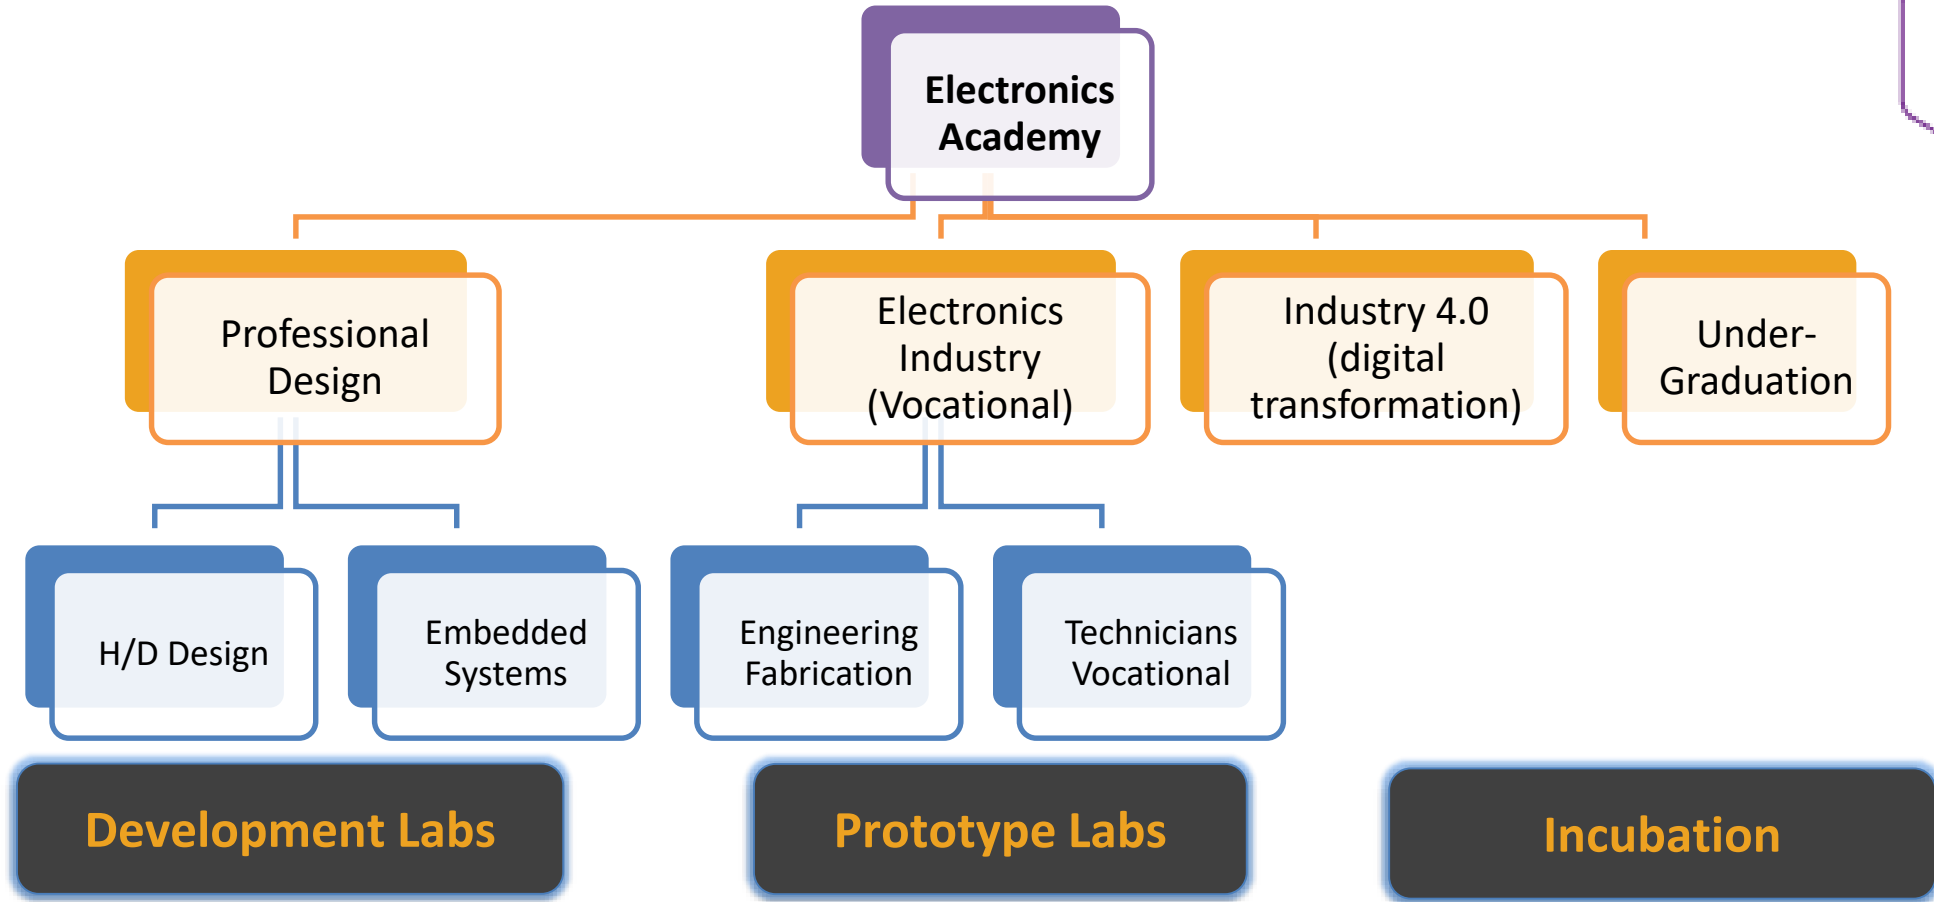 Electronics
Academy
Professional
Design
Electronics
Industry
(Vocational)
Industry 4.0
(digital
transformation)
Under-
Graduation
H/D Design
Embedded
Systems
Engineering
Fabrication
Technicians
Vocational
Development Labs
Prototype Labs
Incubation